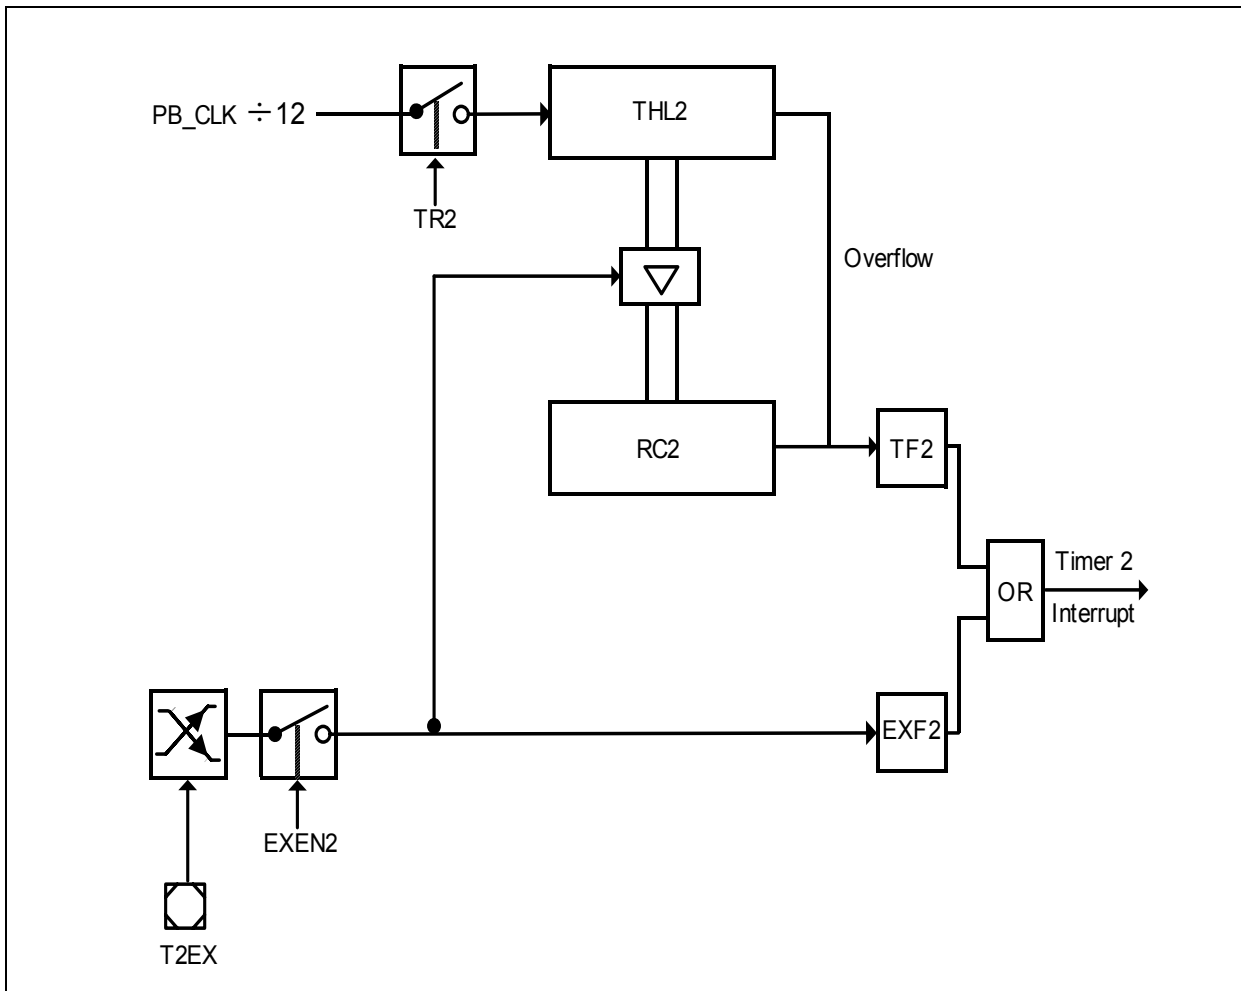 PB_CLK ÷12
THL2
TR2
Overflow
RC2
TF2
Timer 2
OR
Interrupt
EXF2
EXEN2
T2EX